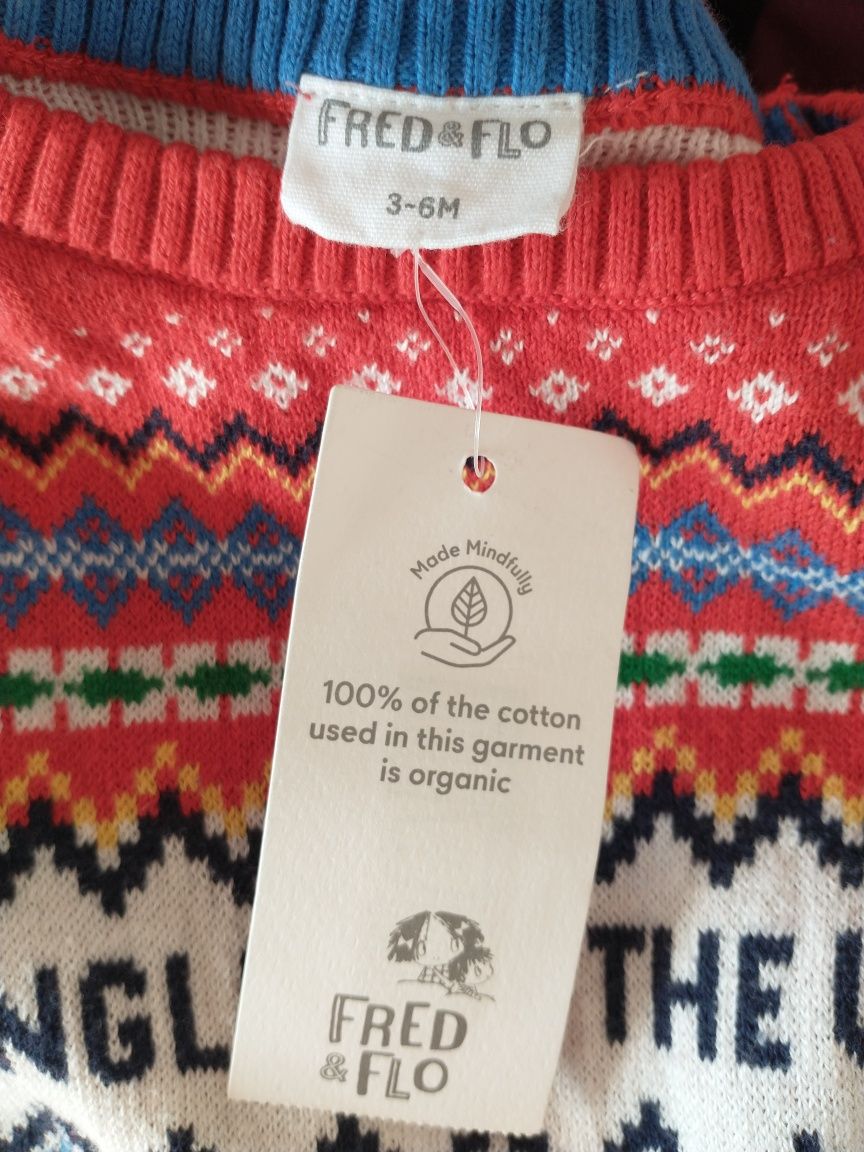 FRED & FLO
3-6M
Made Mindfully
100% of the cotton
used in this garment
is organic
FRED
& FLO
THE